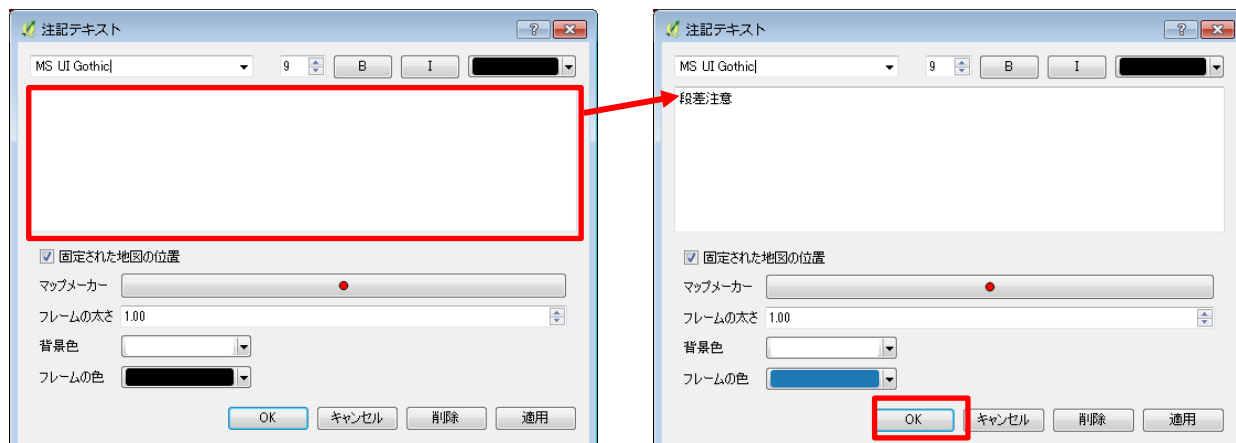 注記テキスト
MS UI Gothic 9 B I
固定された地図の位置
マップメーカー
フレームの太さ 1.00
背景色
フレームの色
OK キャンセル 削除 適用
注記テキスト
MS UI Gothic 9 B I
段差注意
固定された地図の位置
マップメーカー
フレームの太さ 1.00
背景色
フレームの色
OK キャンセル 削除 適用